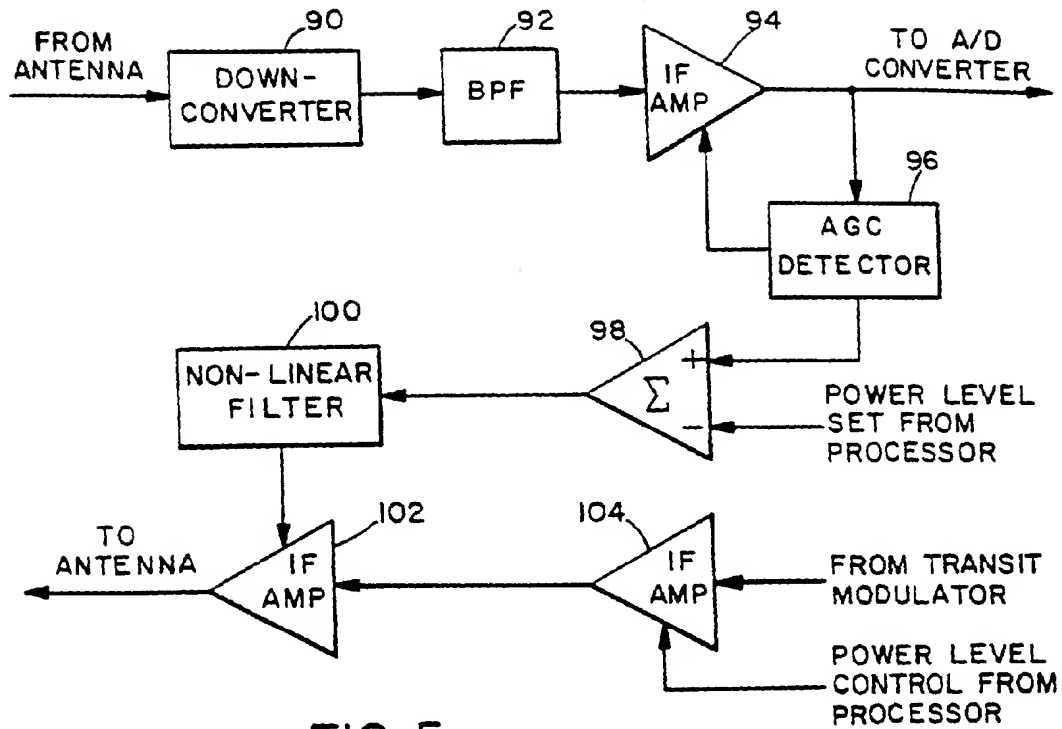 FROM
ANTENNA
90
DOWN-
CONVERTER
92
BPF
94
IF
AMP
TO A/D
CONVERTER
96
AGC
DETECTOR
100
NON-LINEAR
FILTER
98
+
Σ
−
POWER LEVEL
SET FROM
PROCESSOR
TO
ANTENNA
102
IF
AMP
104
IF
AMP
FROM TRANSIT
MODULATOR
POWER LEVEL
CONTROL FROM
PROCESSOR